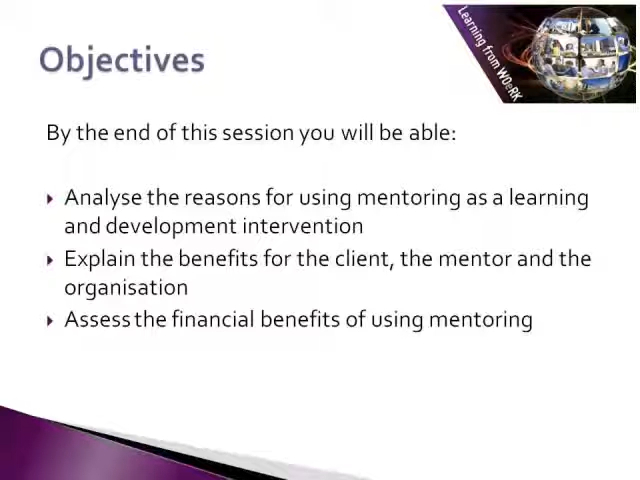 Objectives
Learning from WOeRK
By the end of this session you will be able:
Analyse the reasons for using mentoring as a learning
and development intervention
Explain the benefits for the client, the mentor and the
organisation
Assess the financial benefits of using mentoring